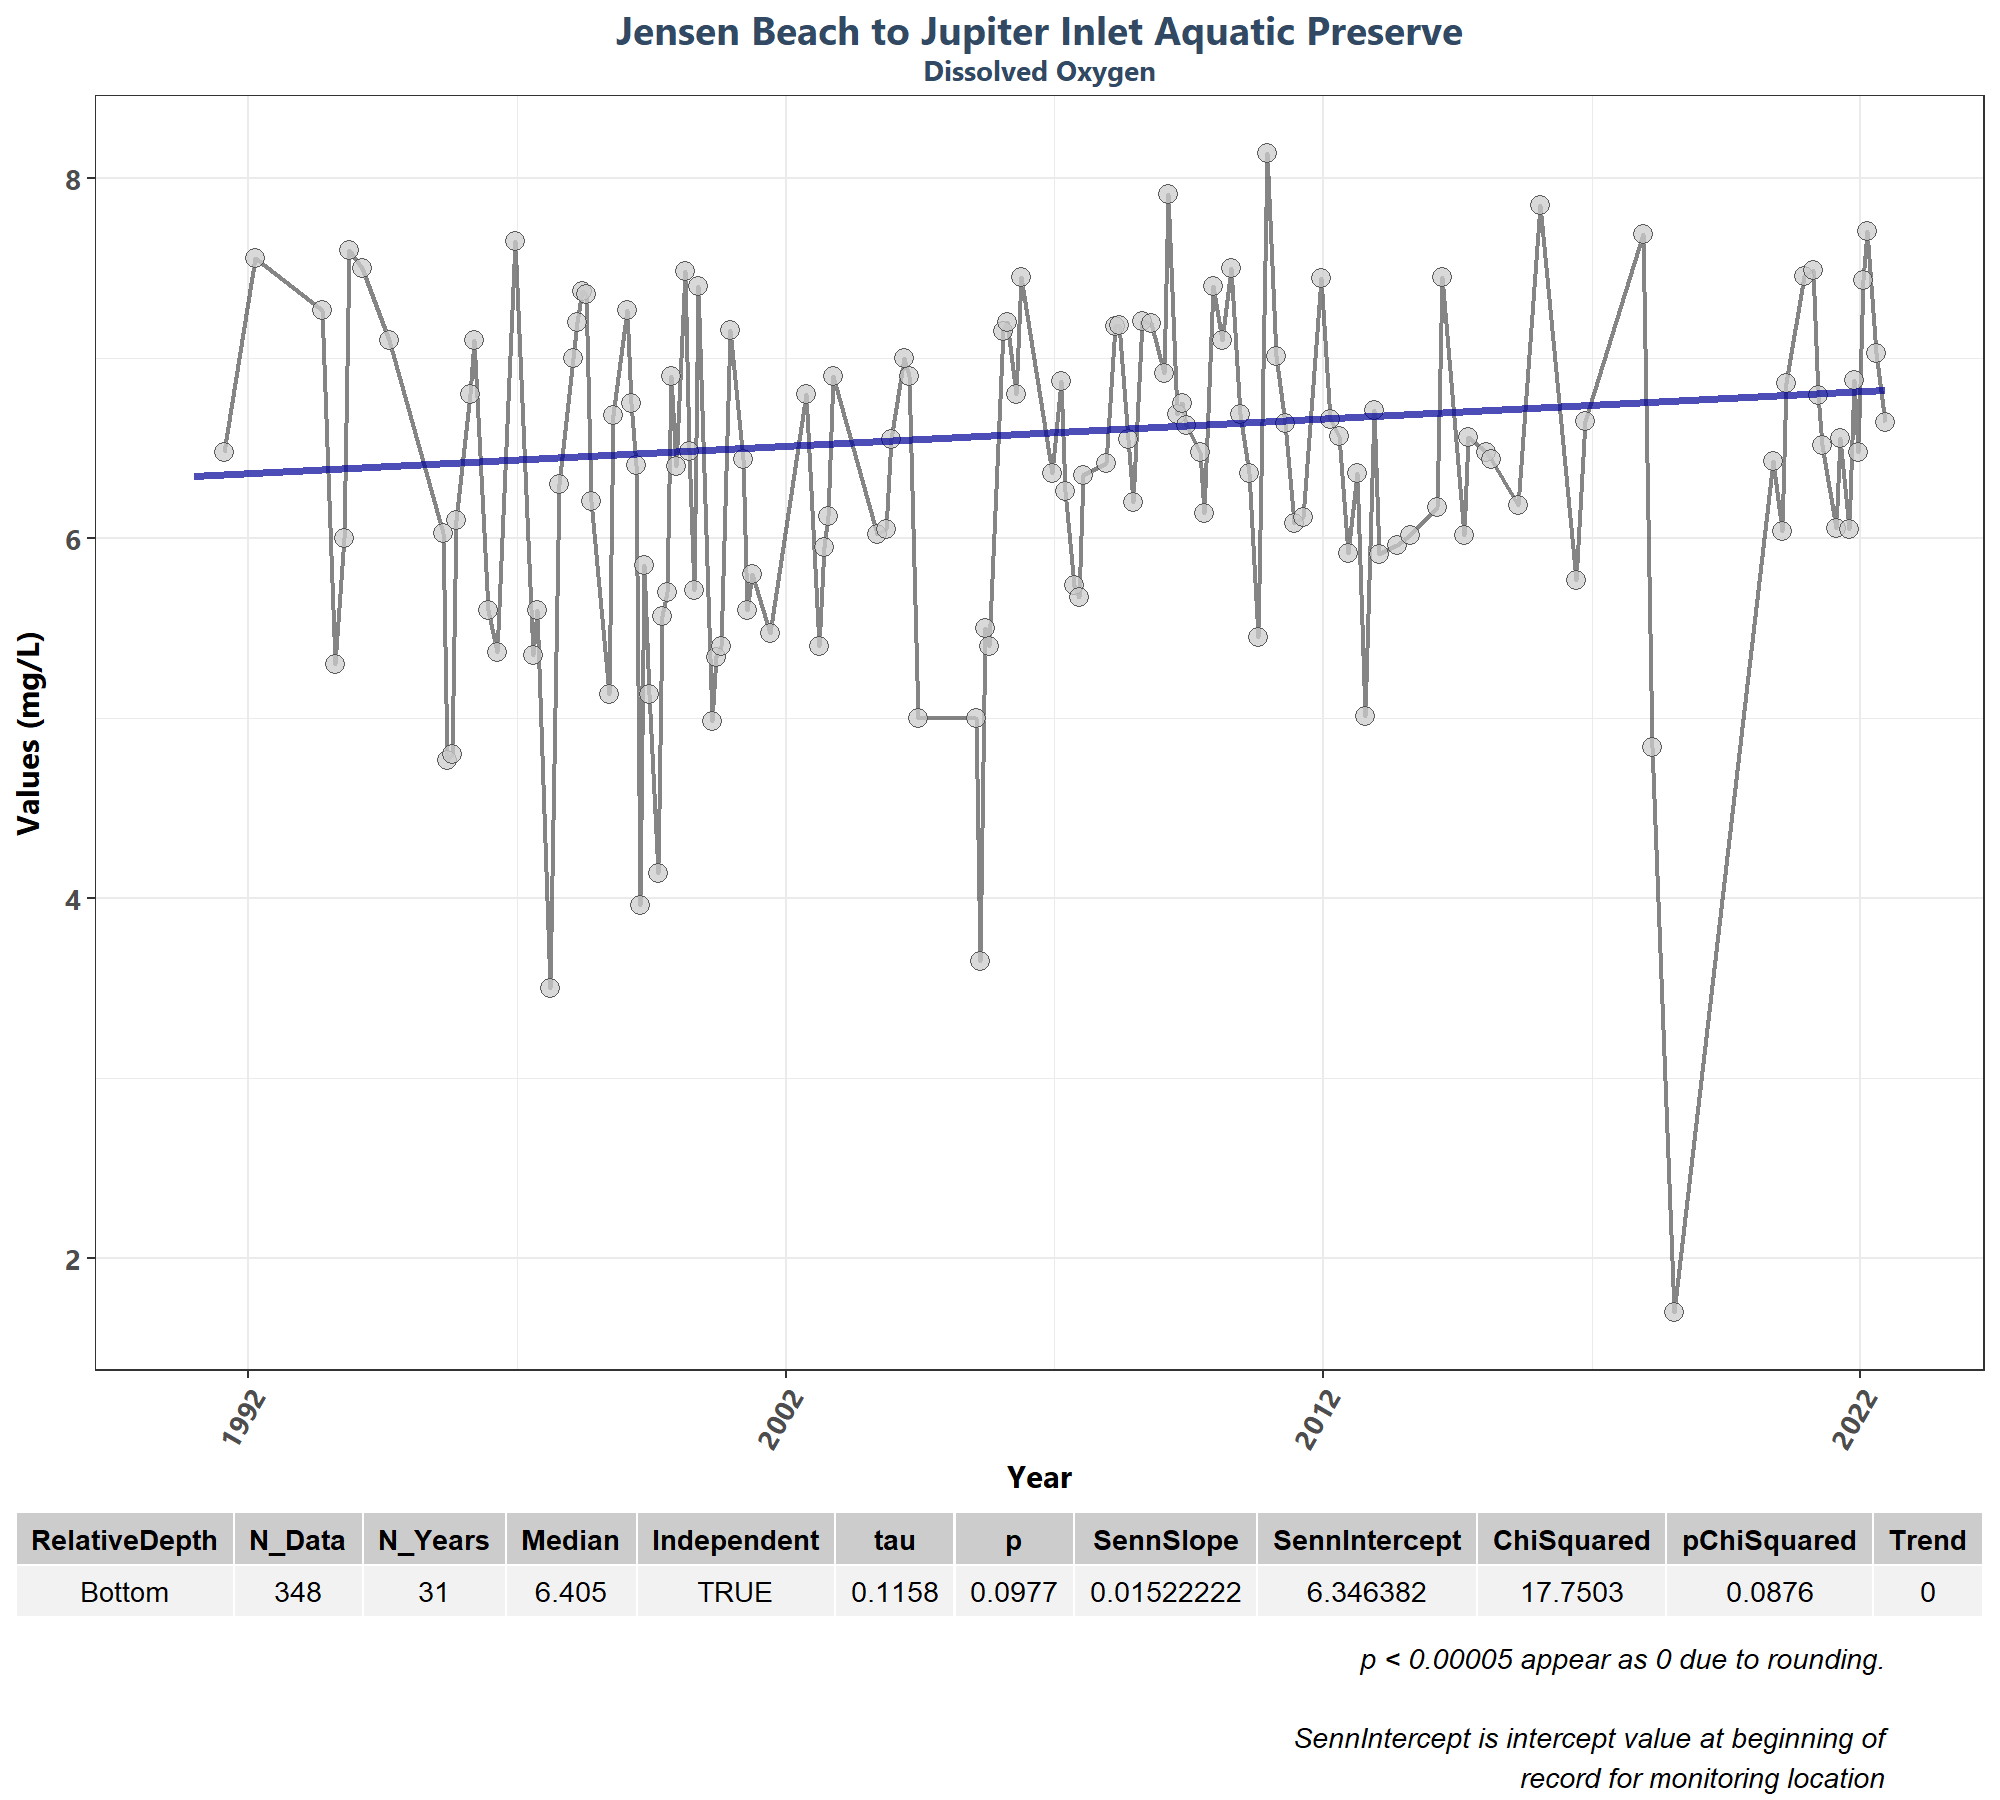 Jensen Beach to Jupiter Inlet Aquatic Preserve
Dissolved Oxygen
Values (mg/L)
8
6
4
2
1992 2002 2012 2022
Year
RelativeDepth N_Data N_Years Median Independent tau p SennSlope SennIntercept ChiSquared pChiSquared Trend
Bottom 348 31 6.405 TRUE 0.1158 0.0977 0.01522222 6.346382 17.7503 0.0876 0
p < 0.00005 appear as 0 due to rounding.
SennIntercept is intercept value at beginning of
record for monitoring location